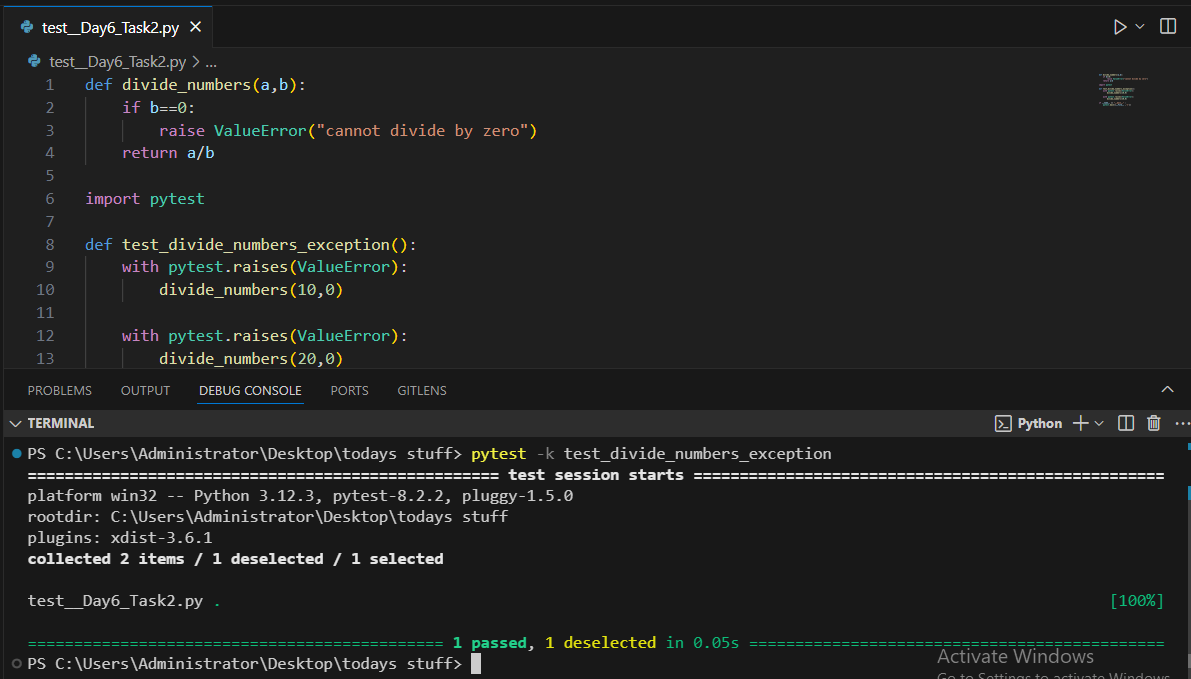 test__Day6_Task2.py
test__Day6_Task2.py > ...
1 def divide_numbers(a,b):
2     if b==0:
3         raise ValueError("cannot divide by zero")
4     return a/b
5
6 import pytest
7
8 def test_divide_numbers_exception():
9     with pytest.raises(ValueError):
10         divide_numbers(10,0)
11
12     with pytest.raises(ValueError):
13         divide_numbers(20,0)
PROBLEMS OUTPUT DEBUG CONSOLE PORTS GITLENS
TERMINAL Python
PS C:\Users\Administrator\Desktop\todays stuff> pytest -k test_divide_numbers_exception
=================================================== test session starts ===================================================
platform win32 -- Python 3.12.3, pytest-8.2.2, pluggy-1.5.0
rootdir: C:\Users\Administrator\Desktop\todays stuff
plugins: xdist-3.6.1
collected 2 items / 1 deselected / 1 selected
test__Day6_Task2.py . [100%]
============================================= 1 passed, 1 deselected in 0.05s =============================================
PS C:\Users\Administrator\Desktop\todays stuff>
Activate Windows
Go to Settings to activate Windows.